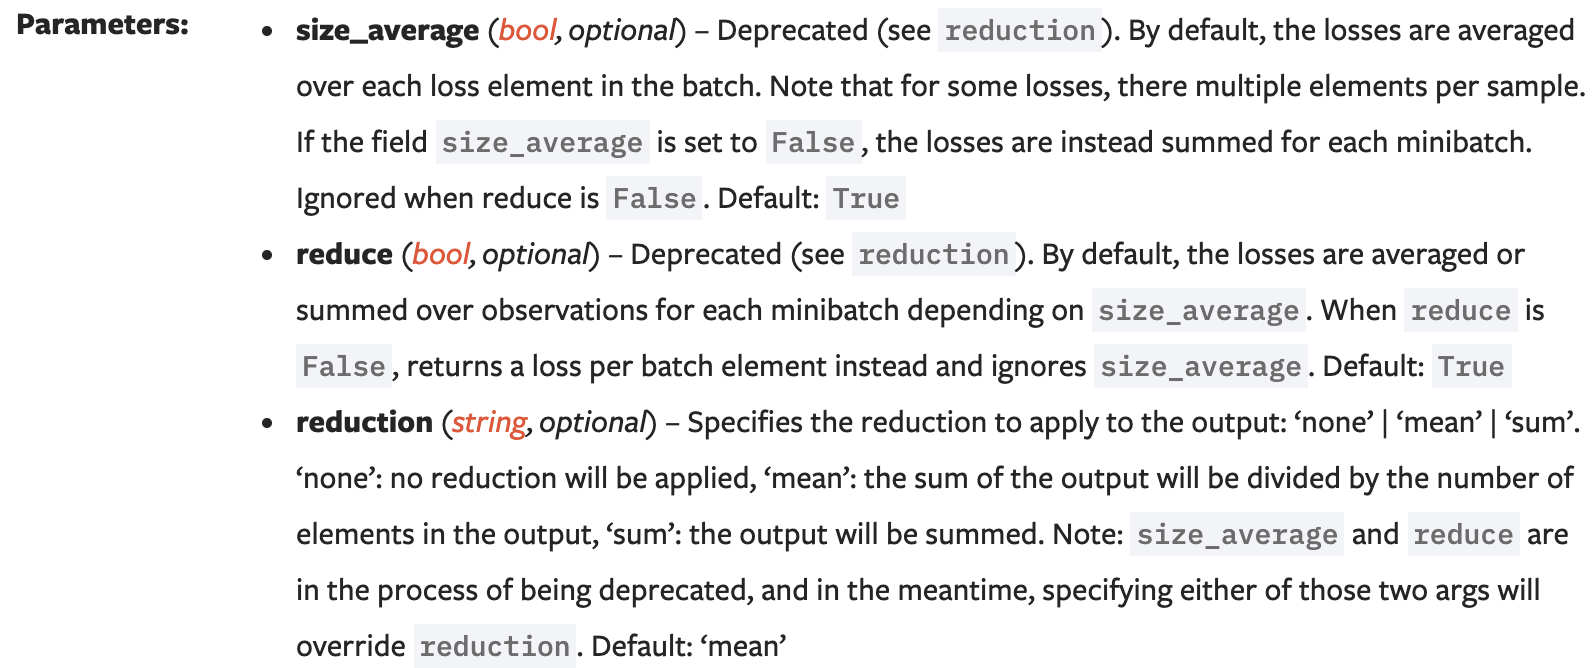 Parameters:
• size_average (bool, optional) – Deprecated (see reduction). By default, the losses are averaged
over each loss element in the batch. Note that for some losses, there multiple elements per sample.
If the field size_average is set to False, the losses are instead summed for each minibatch.
Ignored when reduce is False. Default: True
• reduce (bool, optional) – Deprecated (see reduction). By default, the losses are averaged or
summed over observations for each minibatch depending on size_average. When reduce is
False, returns a loss per batch element instead and ignores size_average. Default: True
• reduction (string, optional) – Specifies the reduction to apply to the output: ‘none’ | ‘mean’ | ‘sum’.
‘none’: no reduction will be applied, ‘mean’: the sum of the output will be divided by the number of
elements in the output, ‘sum’: the output will be summed. Note: size_average and reduce are
in the process of being deprecated, and in the meantime, specifying either of those two args will
override reduction. Default: ‘mean’